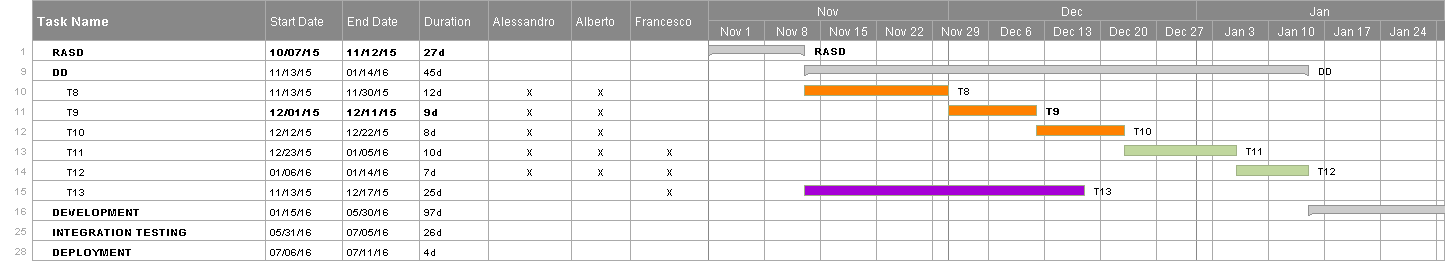 Nov Dec Jan
Task Name Start Date End Date Duration Alessandro Alberto Francesco
Nov 1 Nov 8 Nov 15 Nov 22 Nov 29 Dec 6 Dec 13 Dec 20 Dec 27 Jan 3 Jan 10 Jan 17 Jan 24
1 RASD 10/07/15 11/12/15 27d RASD
9 DD 11/13/15 01/14/16 45d DD
10 T8 11/13/15 11/30/15 12d X X T8
11 T9 12/01/15 12/11/15 9d X X T9
12 T10 12/12/15 12/22/15 8d X X T10
13 T11 12/23/15 01/05/16 10d X X X T11
14 T12 01/06/16 01/14/16 7d X X X T12
15 T13 11/13/15 12/17/15 25d X T13
16 DEVELOPMENT 01/15/16 05/30/16 97d
25 INTEGRATION TESTING 05/31/16 07/05/16 26d
28 DEPLOYMENT 07/06/16 07/11/16 4d